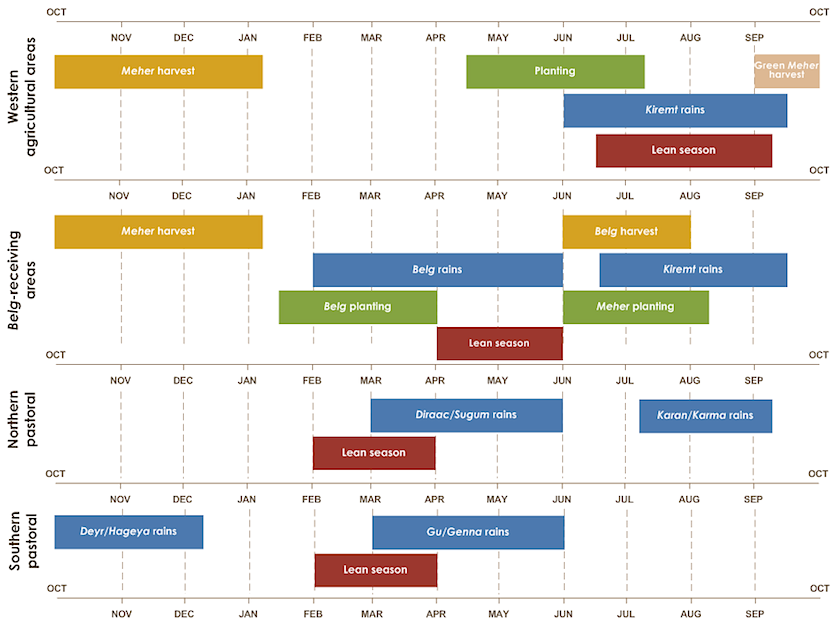 OCT OCT
NOV DEC JAN FEB MAR APR MAY JUN JUL AUG SEP
Western
agricultural areas
Meher harvest Planting Green Meher
harvest
Kiremt rains
Lean season
OCT OCT
NOV DEC JAN FEB MAR APR MAY JUN JUL AUG SEP
Belg-receiving
areas
Meher harvest Belg harvest
Belg rains Kiremt rains
Belg planting Meher planting
Lean season
OCT OCT
NOV DEC JAN FEB MAR APR MAY JUN JUL AUG SEP
Northern
pastoral
Diraac/Sugum rains Karan/Karma rains
Lean season
OCT OCT
NOV DEC JAN FEB MAR APR MAY JUN JUL AUG SEP
Southern
pastoral
Deyr/Hageya rains Gu/Genna rains
Lean season
OCT OCT
NOV DEC JAN FEB MAR APR MAY JUN JUL AUG SEP